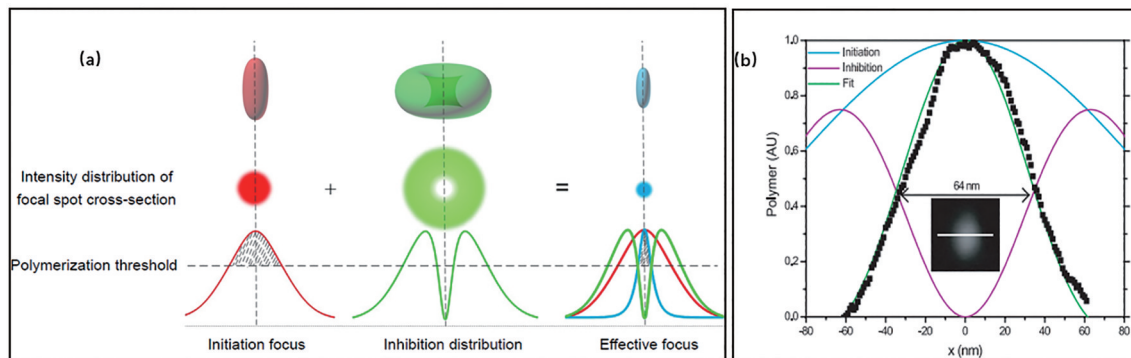 (a)
Intensity distribution of
focal spot cross-section
+
=
Polymerization threshold
Initiation focus
Inhibition distribution
Effective focus
(b)
Initiation
Inhibition
Fit
Polymer (AU)
1,0
0,8
0,6
0,4
0,2
0,0
64 nm
-80 -60 -40 -20 0 20 40 60 80
x (nm)